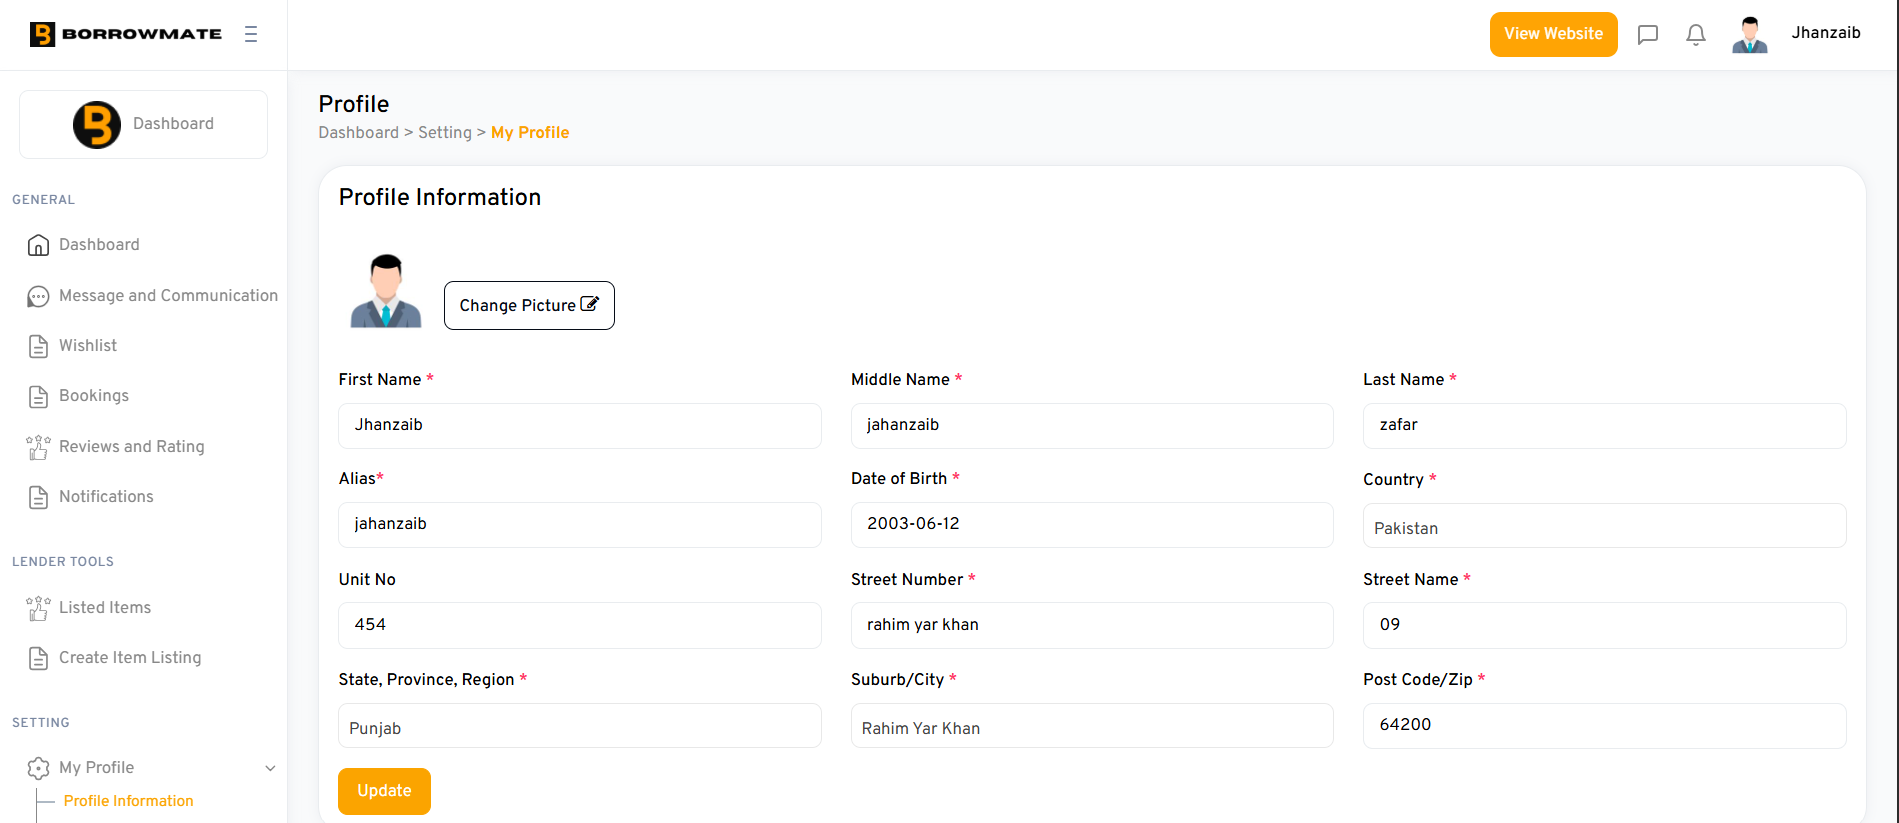 BORROWMATE
View Website
Jhanzaib
Dashboard
GENERAL
Dashboard
Message and Communication
Wishlist
Bookings
Reviews and Rating
Notifications
LENDER TOOLS
Listed Items
Create Item Listing
SETTING
My Profile
Profile Information
Profile
Dashboard > Setting > My Profile
Profile Information
Change Picture
First Name * Middle Name * Last Name *
Jhanzaib jahanzaib zafar
Alias* Date of Birth * Country *
jahanzaib 2003-06-12 Pakistan
Unit No Street Number * Street Name *
454 rahim yar khan 09
State, Province, Region * Suburb/City * Post Code/Zip *
Punjab Rahim Yar Khan 64200
Update